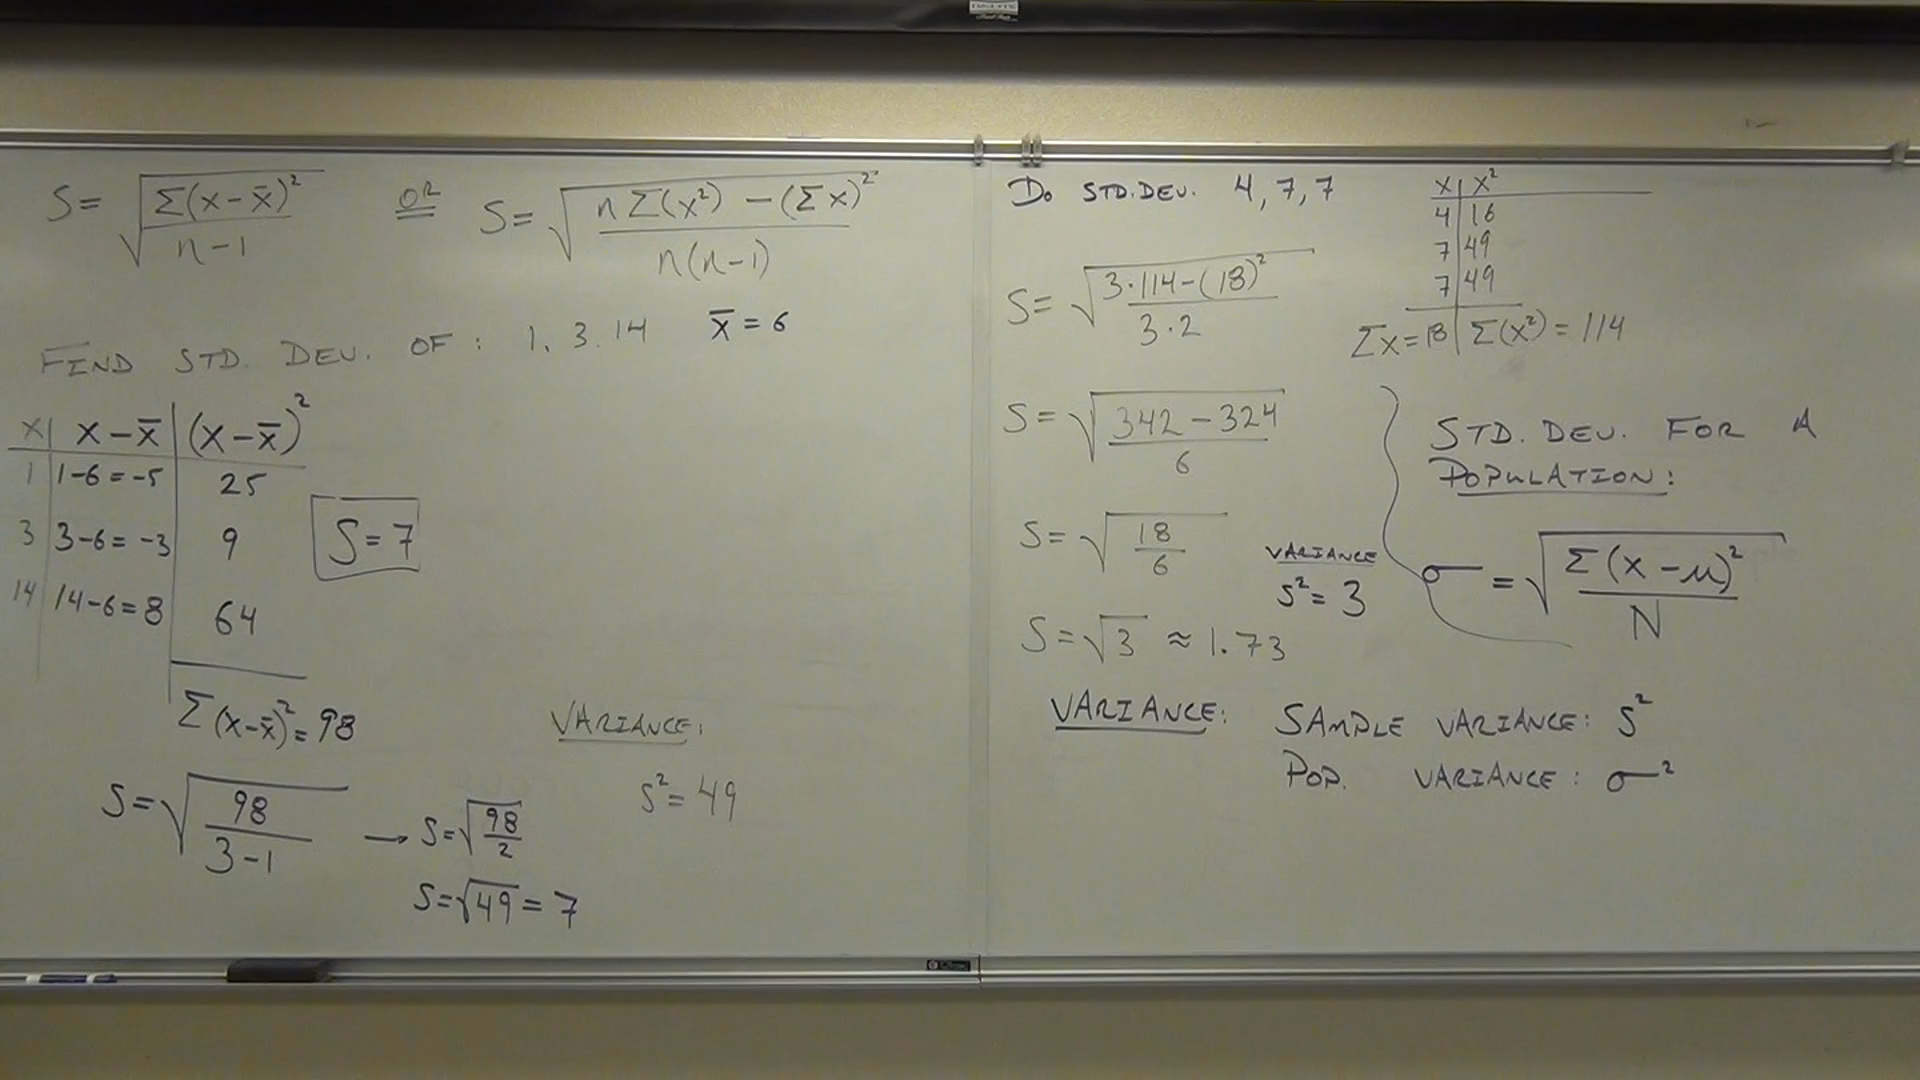 S = √(Σ(x-x̄)² / n-1) OR S = √(nΣ(x²) - (Σx)² / n(n-1))
FIND STD. DEV. OF : 1, 3, 14 x̄ = 6
x | x-x̄ | (x-x̄)²
1 | 1-6=-5 | 25
3 | 3-6=-3 | 9
14 | 14-6=8 | 64
S=7
Σ(x-x̄)²=98
S=√(98 / 3-1) → S=√(98 / 2)
S=√49 = 7
VARIANCE:
S² = 49
DO STD. DEV. 4, 7, 7
x | x²
4 | 16
7 | 49
7 | 49
Σx=18 | Σ(x²) = 114
S= √(3·114-(18)² / 3·2)
S= √(342-324 / 6)
S= √(18 / 6)
S=√3 ≈ 1.73
VARIANCE
S²=3
STD. DEV. FOR A
POPULATION:
σ = √(Σ(x-μ)² / N)
VARIANCE: SAMPLE VARIANCE: S²
POP. VARIANCE: σ²